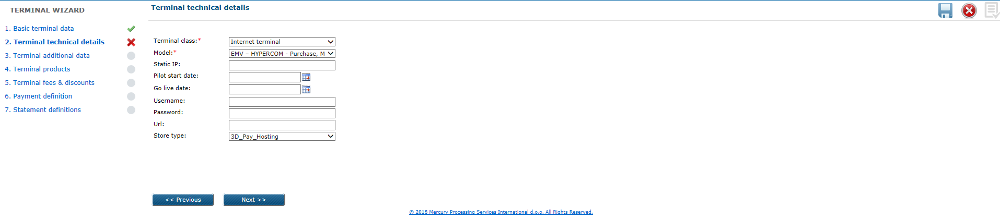 TERMINAL WIZARD
1. Basic terminal data
2. Terminal technical details
3. Terminal additional data
4. Terminal products
5. Terminal fees & discounts
6. Payment definition
7. Statement definitions
Terminal technical details
Terminal class:* Internet terminal
Model:* EMV – HYPERCOM - Purchase, M
Static IP:
Pilot start date:
Go live date:
Username:
Password:
Url:
Store type: 3D_Pay_Hosting
<< Previous Next >>
© 2018 Mercury Processing Services International d.o.o. All Rights Reserved.